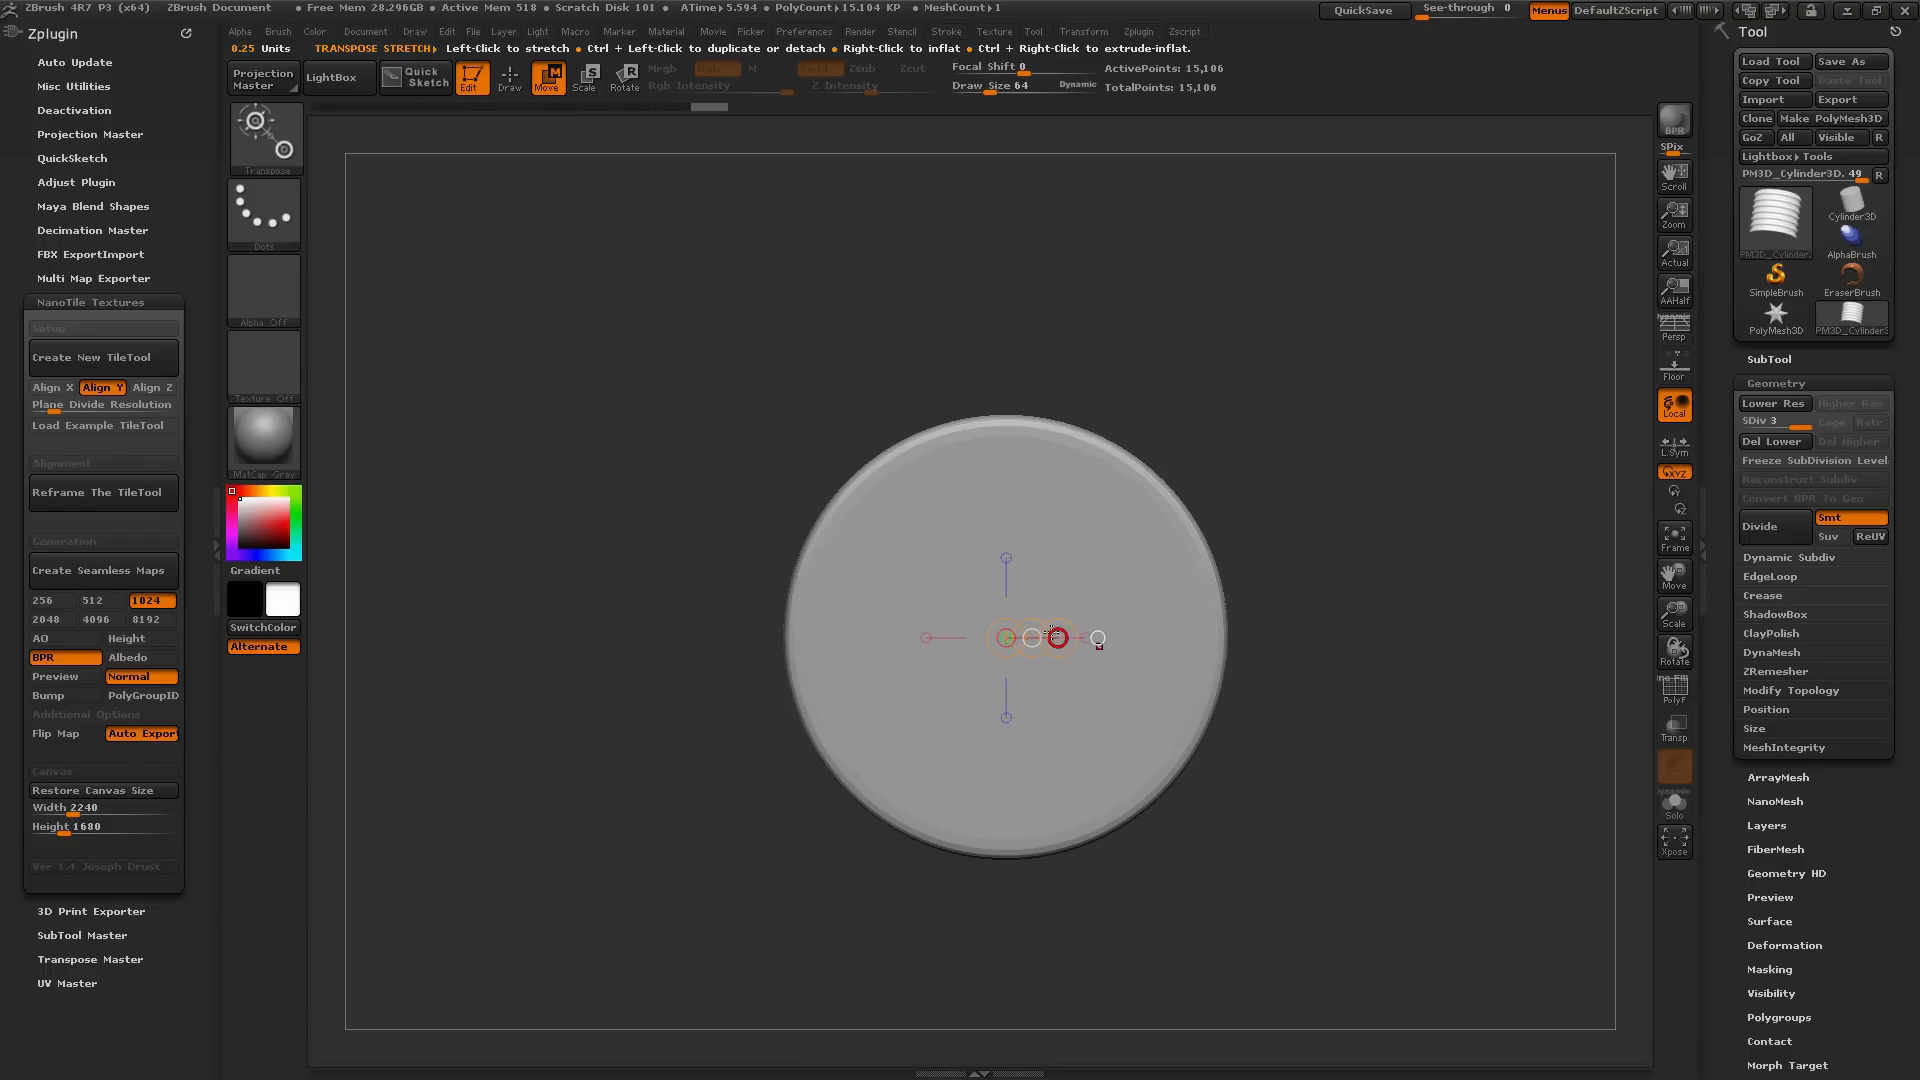 ZBrush 4R7 P3 (x64) ZBrush Document • Free Mem 28.296GB • Active Mem 518 • Scratch Disk 101 • ATime▸5.594 • PolyCount▸15.104 KP • MeshCount▸1 QuickSave See-through 0 Menus DefaultZScript
Alpha Brush Color Document Draw Edit File Layer Light Macro Marker Material Movie Picker Preferences Render Stencil Stroke Texture Tool Transform Zplugin Zscript
0.25 Units TRANSPOSE STRETCH▸ Left-Click to stretch • Ctrl + Left-Click to duplicate or detach • Right-Click to inflat • Ctrl + Right-Click to extrude-inflat.
Projection Master LightBox Quick Sketch Edit Draw Move Scale Rotate
Mrgb Rgb M Zadd Zsub Zcut Focal Shift 0 ActivePoints: 15,106
Rgb Intensity Z Intensity Draw Size 64 Dynamic TotalPoints: 15,106
Zplugin
Auto Update
Misc Utilities
Deactivation
Projection Master
QuickSketch
Adjust Plugin
Maya Blend Shapes
Decimation Master
FBX ExportImport
Multi Map Exporter
NanoTile Textures
Setup
Create New TileTool
Align X Align Y Align Z
Plane Divide Resolution
Load Example TileTool
Alignment
Reframe The TileTool
Generation
Create Seamless Maps
256 512 1024
2048 4096 8192
AO Height
BPR Albedo
Preview Normal
Bump PolyGroupID
Additional Options
Flip Map Auto Expor
Canvas
Restore Canvas Size
Width 2240
Height 1680
Ver 1.4 Joseph Drust
3D Print Exporter
SubTool Master
Transpose Master
UV Master
Transpose
Dots
Alpha Off
Texture Off
MatCap Gray
Gradient
SwitchColor
Alternate
BPR
SPix
Scroll
Zoom
Actual
AAHalf
Dynamic
Persp
Floor
Local
L.Sym
XYZ
Frame
Move
Scale
Rotate
PolyF
Transp
Dynamic
Solo
Xpose
Tool
Load Tool Save As
Copy Tool Paste Tool
Import Export
Clone Make PolyMesh3D
GoZ All Visible R
Lightbox▸Tools
PM3D_Cylinder3D. 49 R
Cylinder3D
PM3D_Cylinder3 AlphaBrush
SimpleBrush EraserBrush
PolyMesh3D PM3D_Cylinder3
SubTool
Geometry
Lower Res Higher Res
SDiv 3 Cage Rstr
Del Lower Del Higher
Freeze SubDivision Level
Reconstruct Subdiv
Convert BPR To Geo
Divide Smt
Suv ReUV
Dynamic Subdiv
EdgeLoop
Crease
ShadowBox
ClayPolish
DynaMesh
ZRemesher
Modify Topology
Position
Size
MeshIntegrity
ArrayMesh
NanoMesh
Layers
FiberMesh
Geometry HD
Preview
Surface
Deformation
Masking
Visibility
Polygroups
Contact
Morph Target